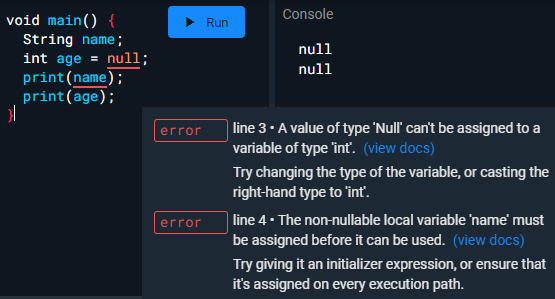 void main() {
String name;
int age = null;
print(name);
print(age);
}
Run
Console
null
null
error
line 3 • A value of type 'Null' can't be assigned to a
variable of type 'int'. (view docs)
Try changing the type of the variable, or casting the
right-hand type to 'int'.
error
line 4 • The non-nullable local variable 'name' must
be assigned before it can be used. (view docs)
Try giving it an initializer expression, or ensure that
it's assigned on every execution path.